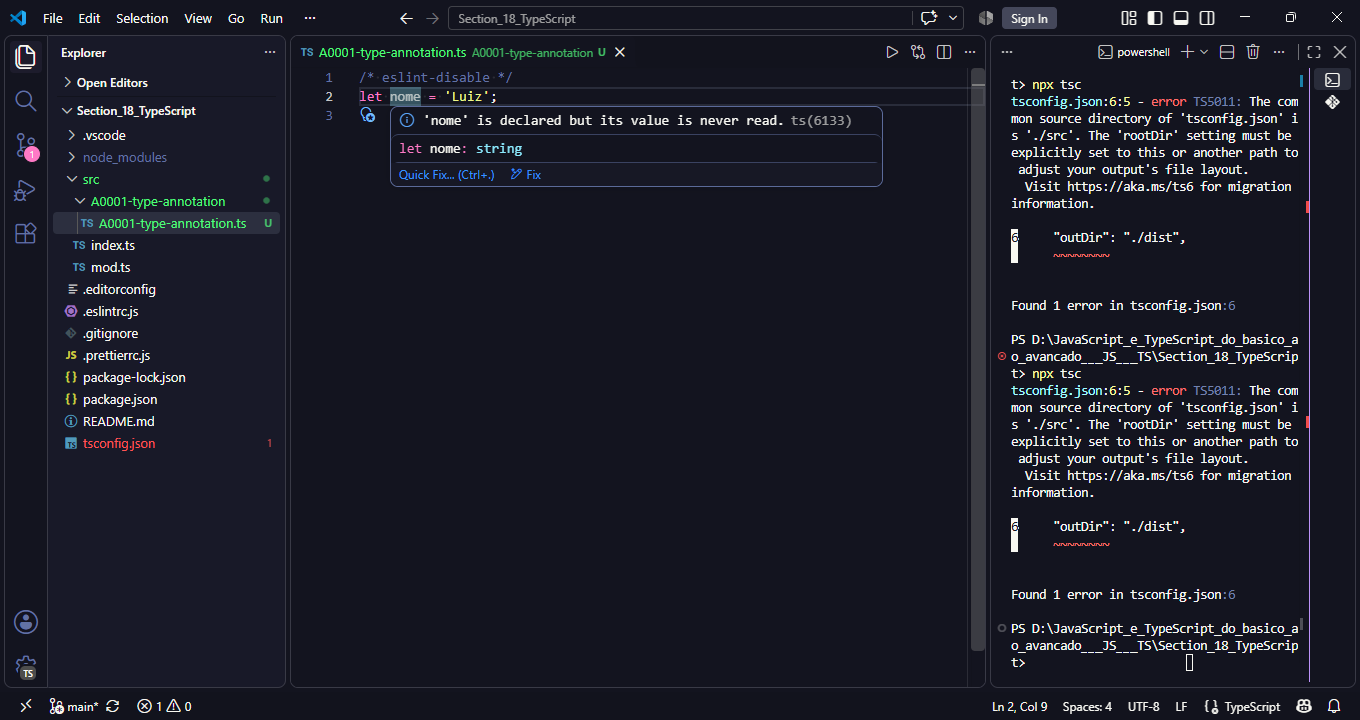 File Edit Selection View Go Run ··· Section_18_TypeScript Sign In
Explorer ···
Open Editors
Section_18_TypeScript
.vscode
node_modules
src
A0001-type-annotation
TS A0001-type-annotation.ts U
TS index.ts
TS mod.ts
.editorconfig
.eslintrc.js
.gitignore
JS .prettierrc.js
{} package-lock.json
{} package.json
README.md
TS tsconfig.json 1
1
TS
TS A0001-type-annotation.ts A0001-type-annotation U
1 /* eslint-disable */
2 let nome = 'Luiz';
3
'nome' is declared but its value is never read. ts(6133)
let nome: string
Quick Fix... (Ctrl+.) Fix
··· powershell ···
t> npx tsc
tsconfig.json:6:5 - error TS5011: The com
mon source directory of 'tsconfig.json' i
s './src'. The 'rootDir' setting must be
explicitly set to this or another path to
adjust your output's file layout.
Visit https://aka.ms/ts6 for migration
information.
6 "outDir": "./dist",
~~~~~~~~
Found 1 error in tsconfig.json:6
PS D:\JavaScript_e_TypeScript_do_basico_a
o_avancado___JS___TS\Section_18_TypeScrip
t> npx tsc
tsconfig.json:6:5 - error TS5011: The com
mon source directory of 'tsconfig.json' i
s './src'. The 'rootDir' setting must be
explicitly set to this or another path to
adjust your output's file layout.
Visit https://aka.ms/ts6 for migration
information.
6 "outDir": "./dist",
~~~~~~~~
Found 1 error in tsconfig.json:6
PS D:\JavaScript_e_TypeScript_do_basico_a
o_avancado___JS___TS\Section_18_TypeScrip
t>
main* 1 0 Ln 2, Col 9 Spaces: 4 UTF-8 LF {} TypeScript